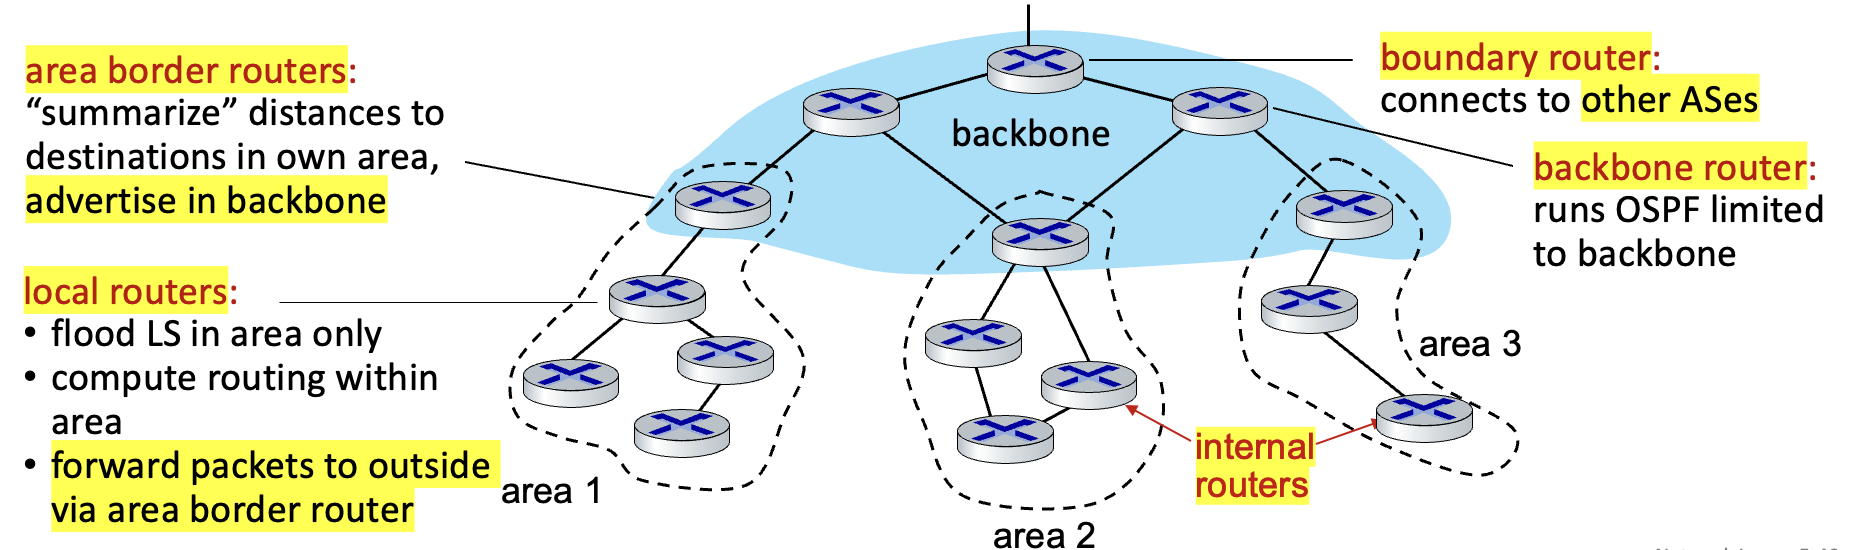 area border routers:
“summarize” distances to
destinations in own area,
advertise in backbone
local routers:
• flood LS in area only
• compute routing within
area
• forward packets to outside
via area border router
backbone
boundary router:
connects to other ASes
backbone router:
runs OSPF limited
to backbone
area 1
area 2
area 3
internal
routers